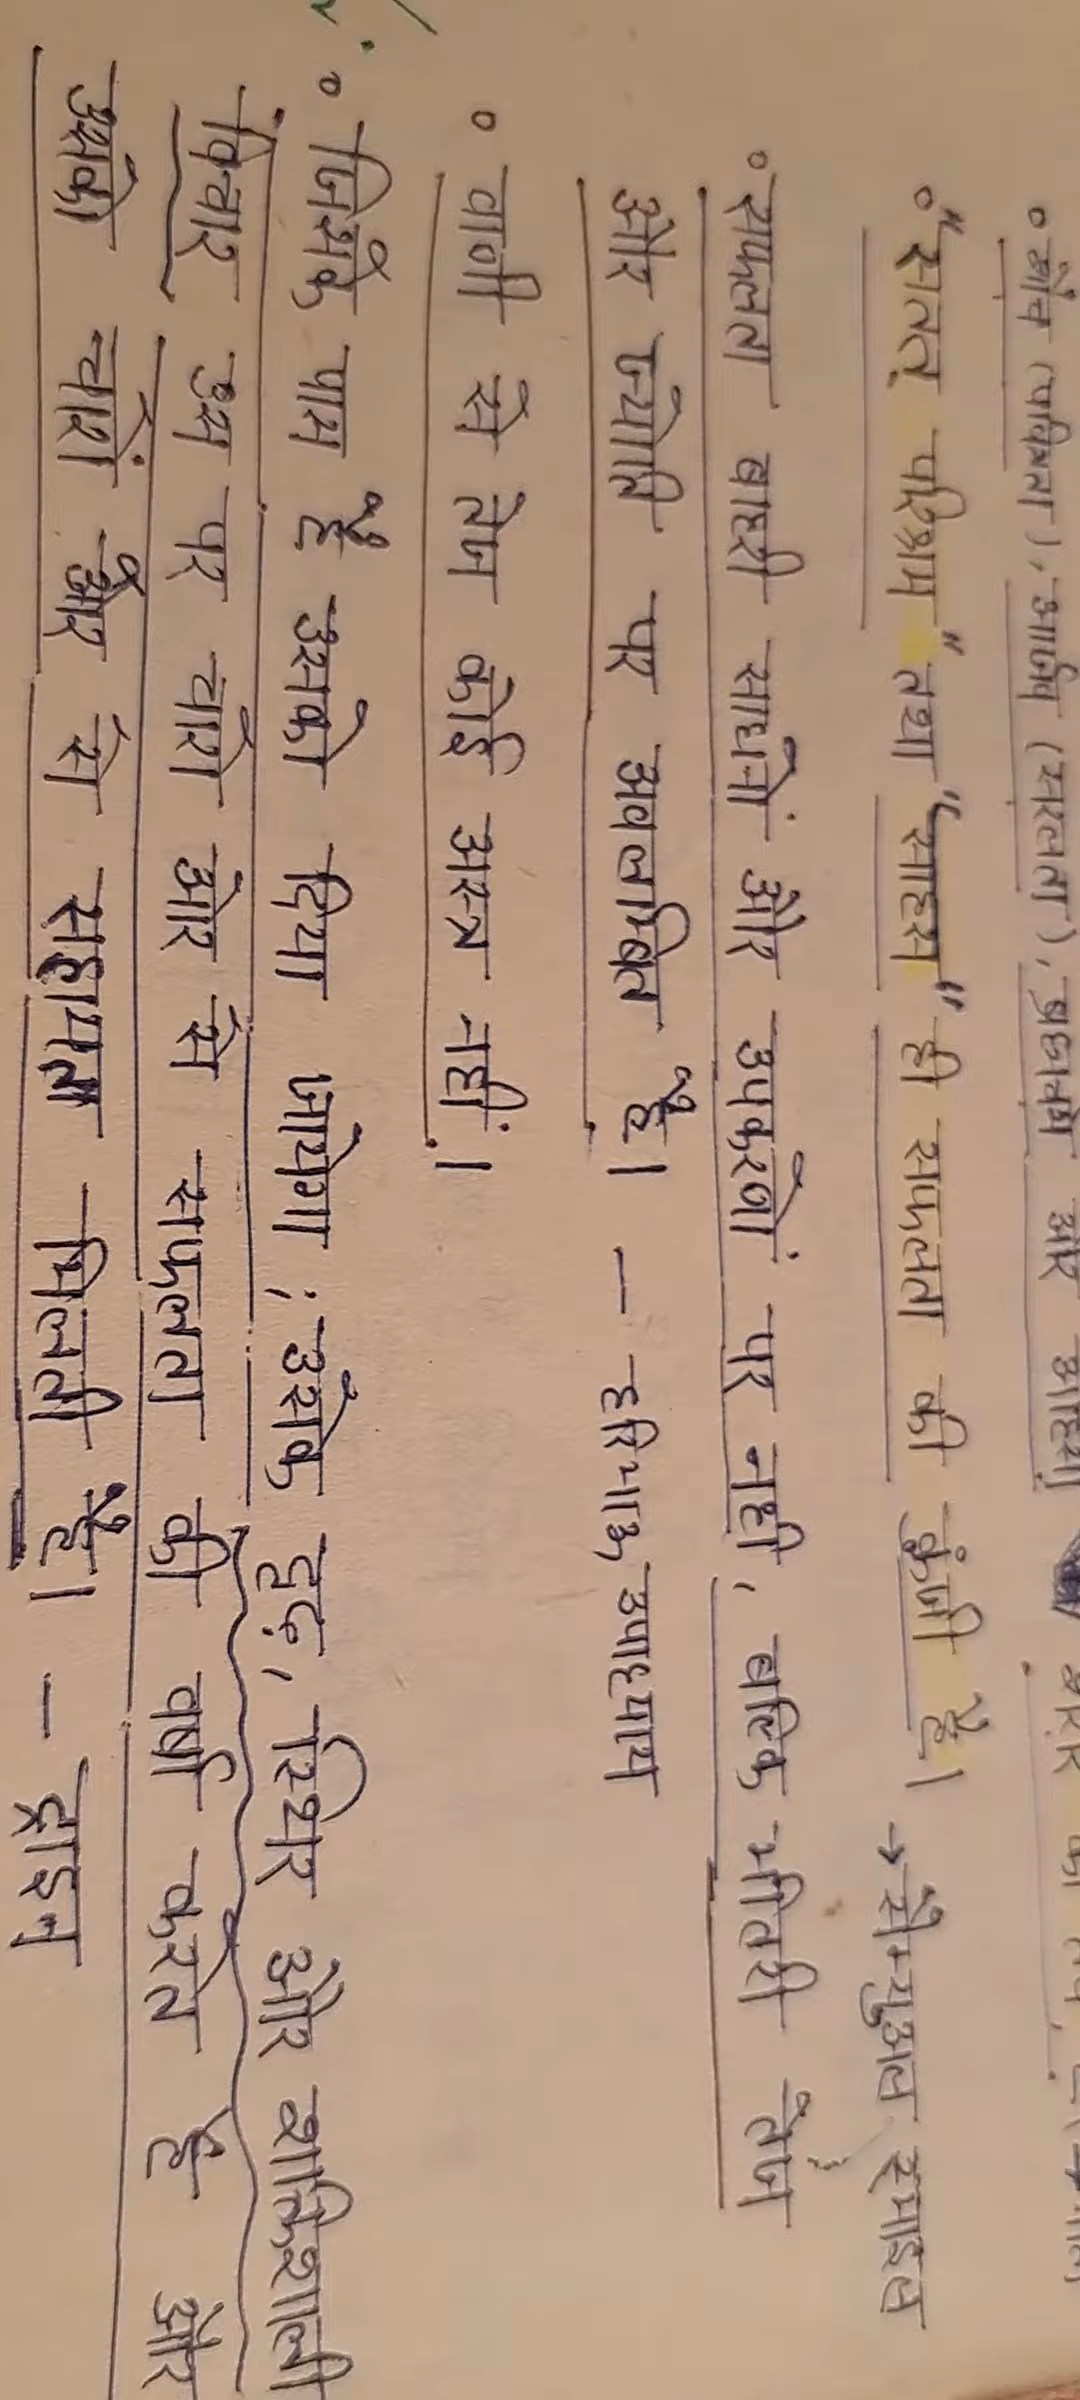 • शौच (पवित्रता), आर्जव (सरलता), ब्रह्मचर्य और अहिंसा
• "सतत् परिश्रम" तथा "साहस" ही सफलता की कुंजी है। → सैम्युअल स्माइल
• सफलता बाहरी साधनों और उपकरणों पर नहीं, बल्कि भीतरी तेज
और ज्योति पर अवलम्बित है। — हरिभाऊ उपाध्याय
• वाणी से तेज कोई अस्त्र नहीं।
• जिसके पास है उसको दिया जायेगा; उसके दृढ़, स्थिर और शक्तिशाली
विचार उस पर चारो ओर से सफलता की वर्षा करते है और
उसको चारों ओर से सहायता मिलती है। — ट्राइन